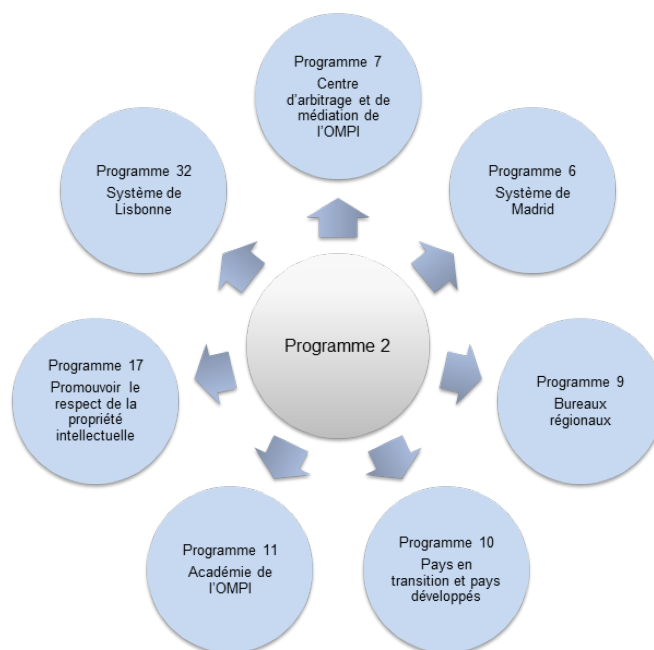 Programme 7
Centre
d'arbitrage et de
médiation de
l'OMPI
Programme 32
Système de
Lisbonne
Programme 6
Système de
Madrid
Programme 2
Programme 17
Promouvoir le
respect de la
propriété
intellectuelle
Programme 9
Bureaux
régionaux
Programme 11
Académie de
l'OMPI
Programme 10
Pays en
transition et pays
développés